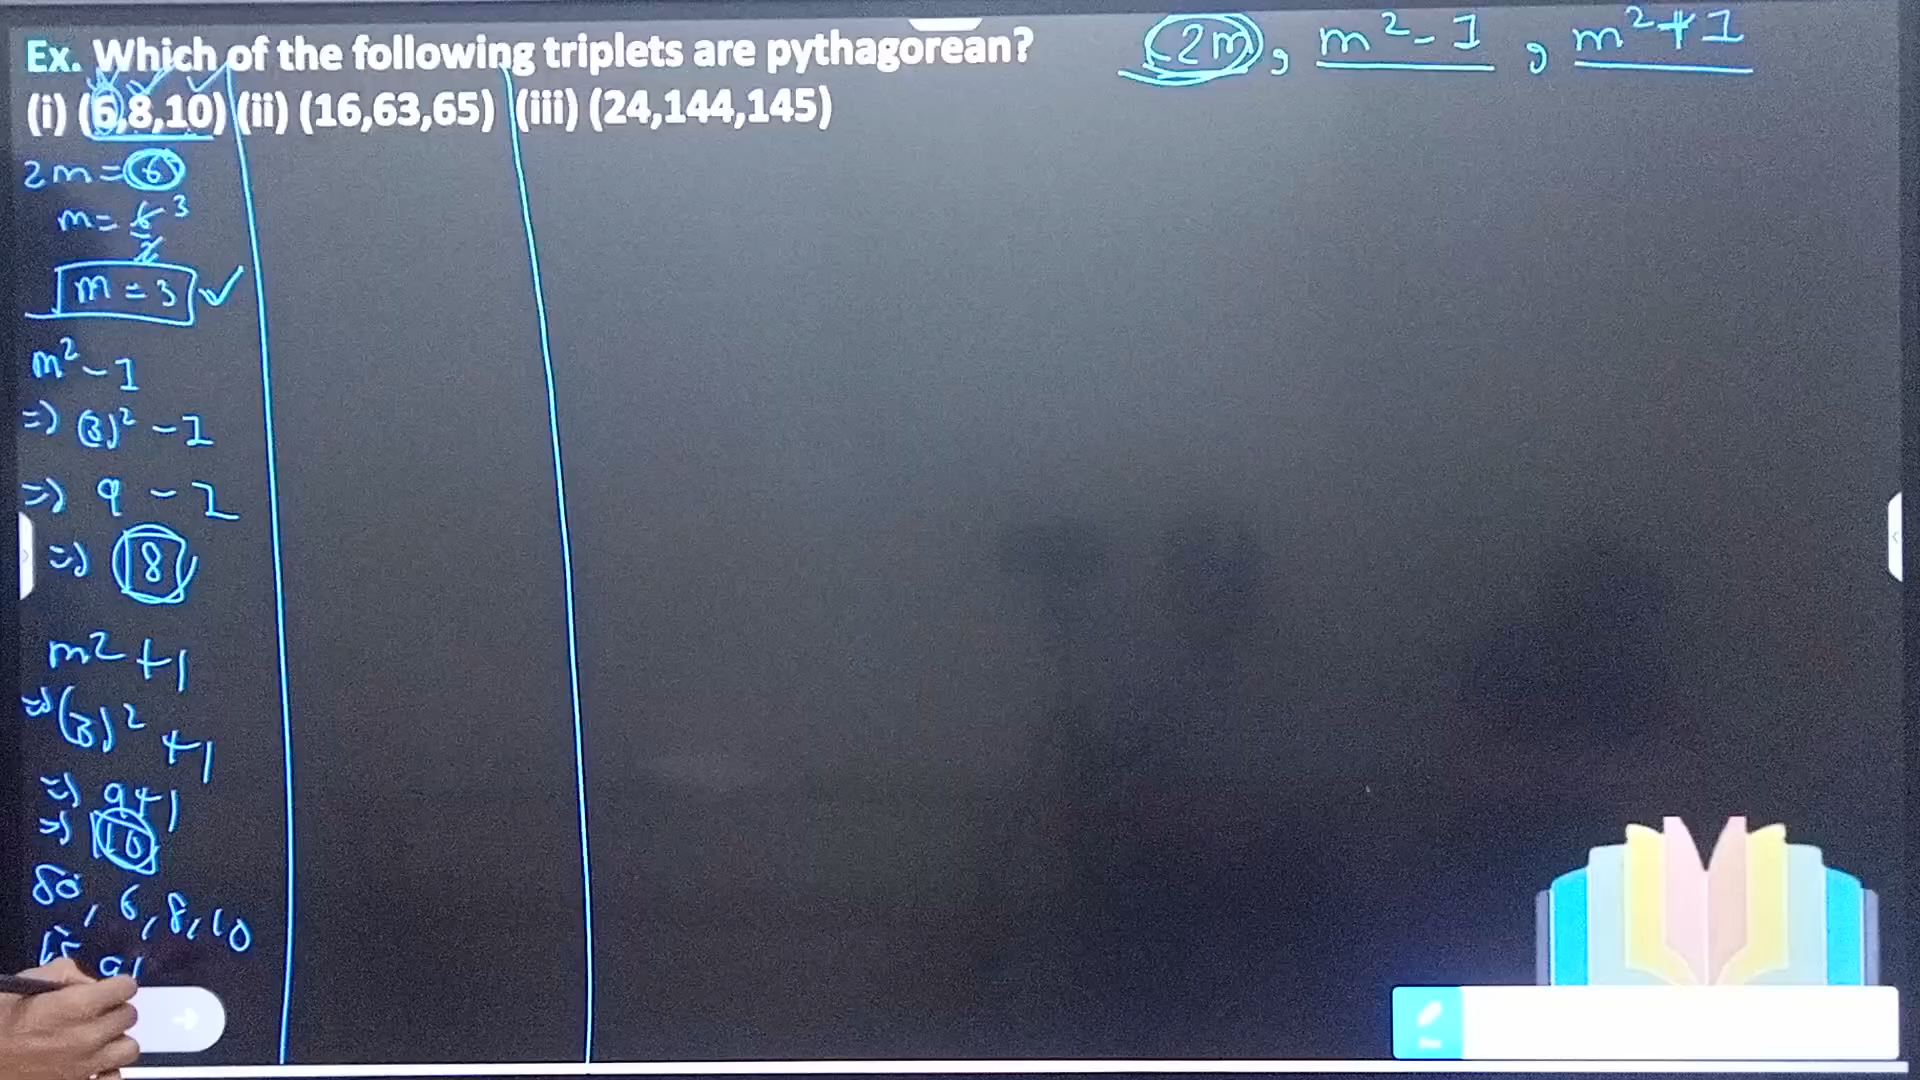 Ex. Which of the following triplets are pythagorean?
2m, m² - 1, m² + 1
(i) (6,8,10) (ii) (16,63,65) (iii) (24,144,145)
2m = 6
m = 6 3
2
m = 3 ✓
m² - 1
=) (3)² - 1
=) 9 - 1
=) 8
m² + 1
=) (3)² + 1
=) 9+1
=) 10
So, 6, 8, 10